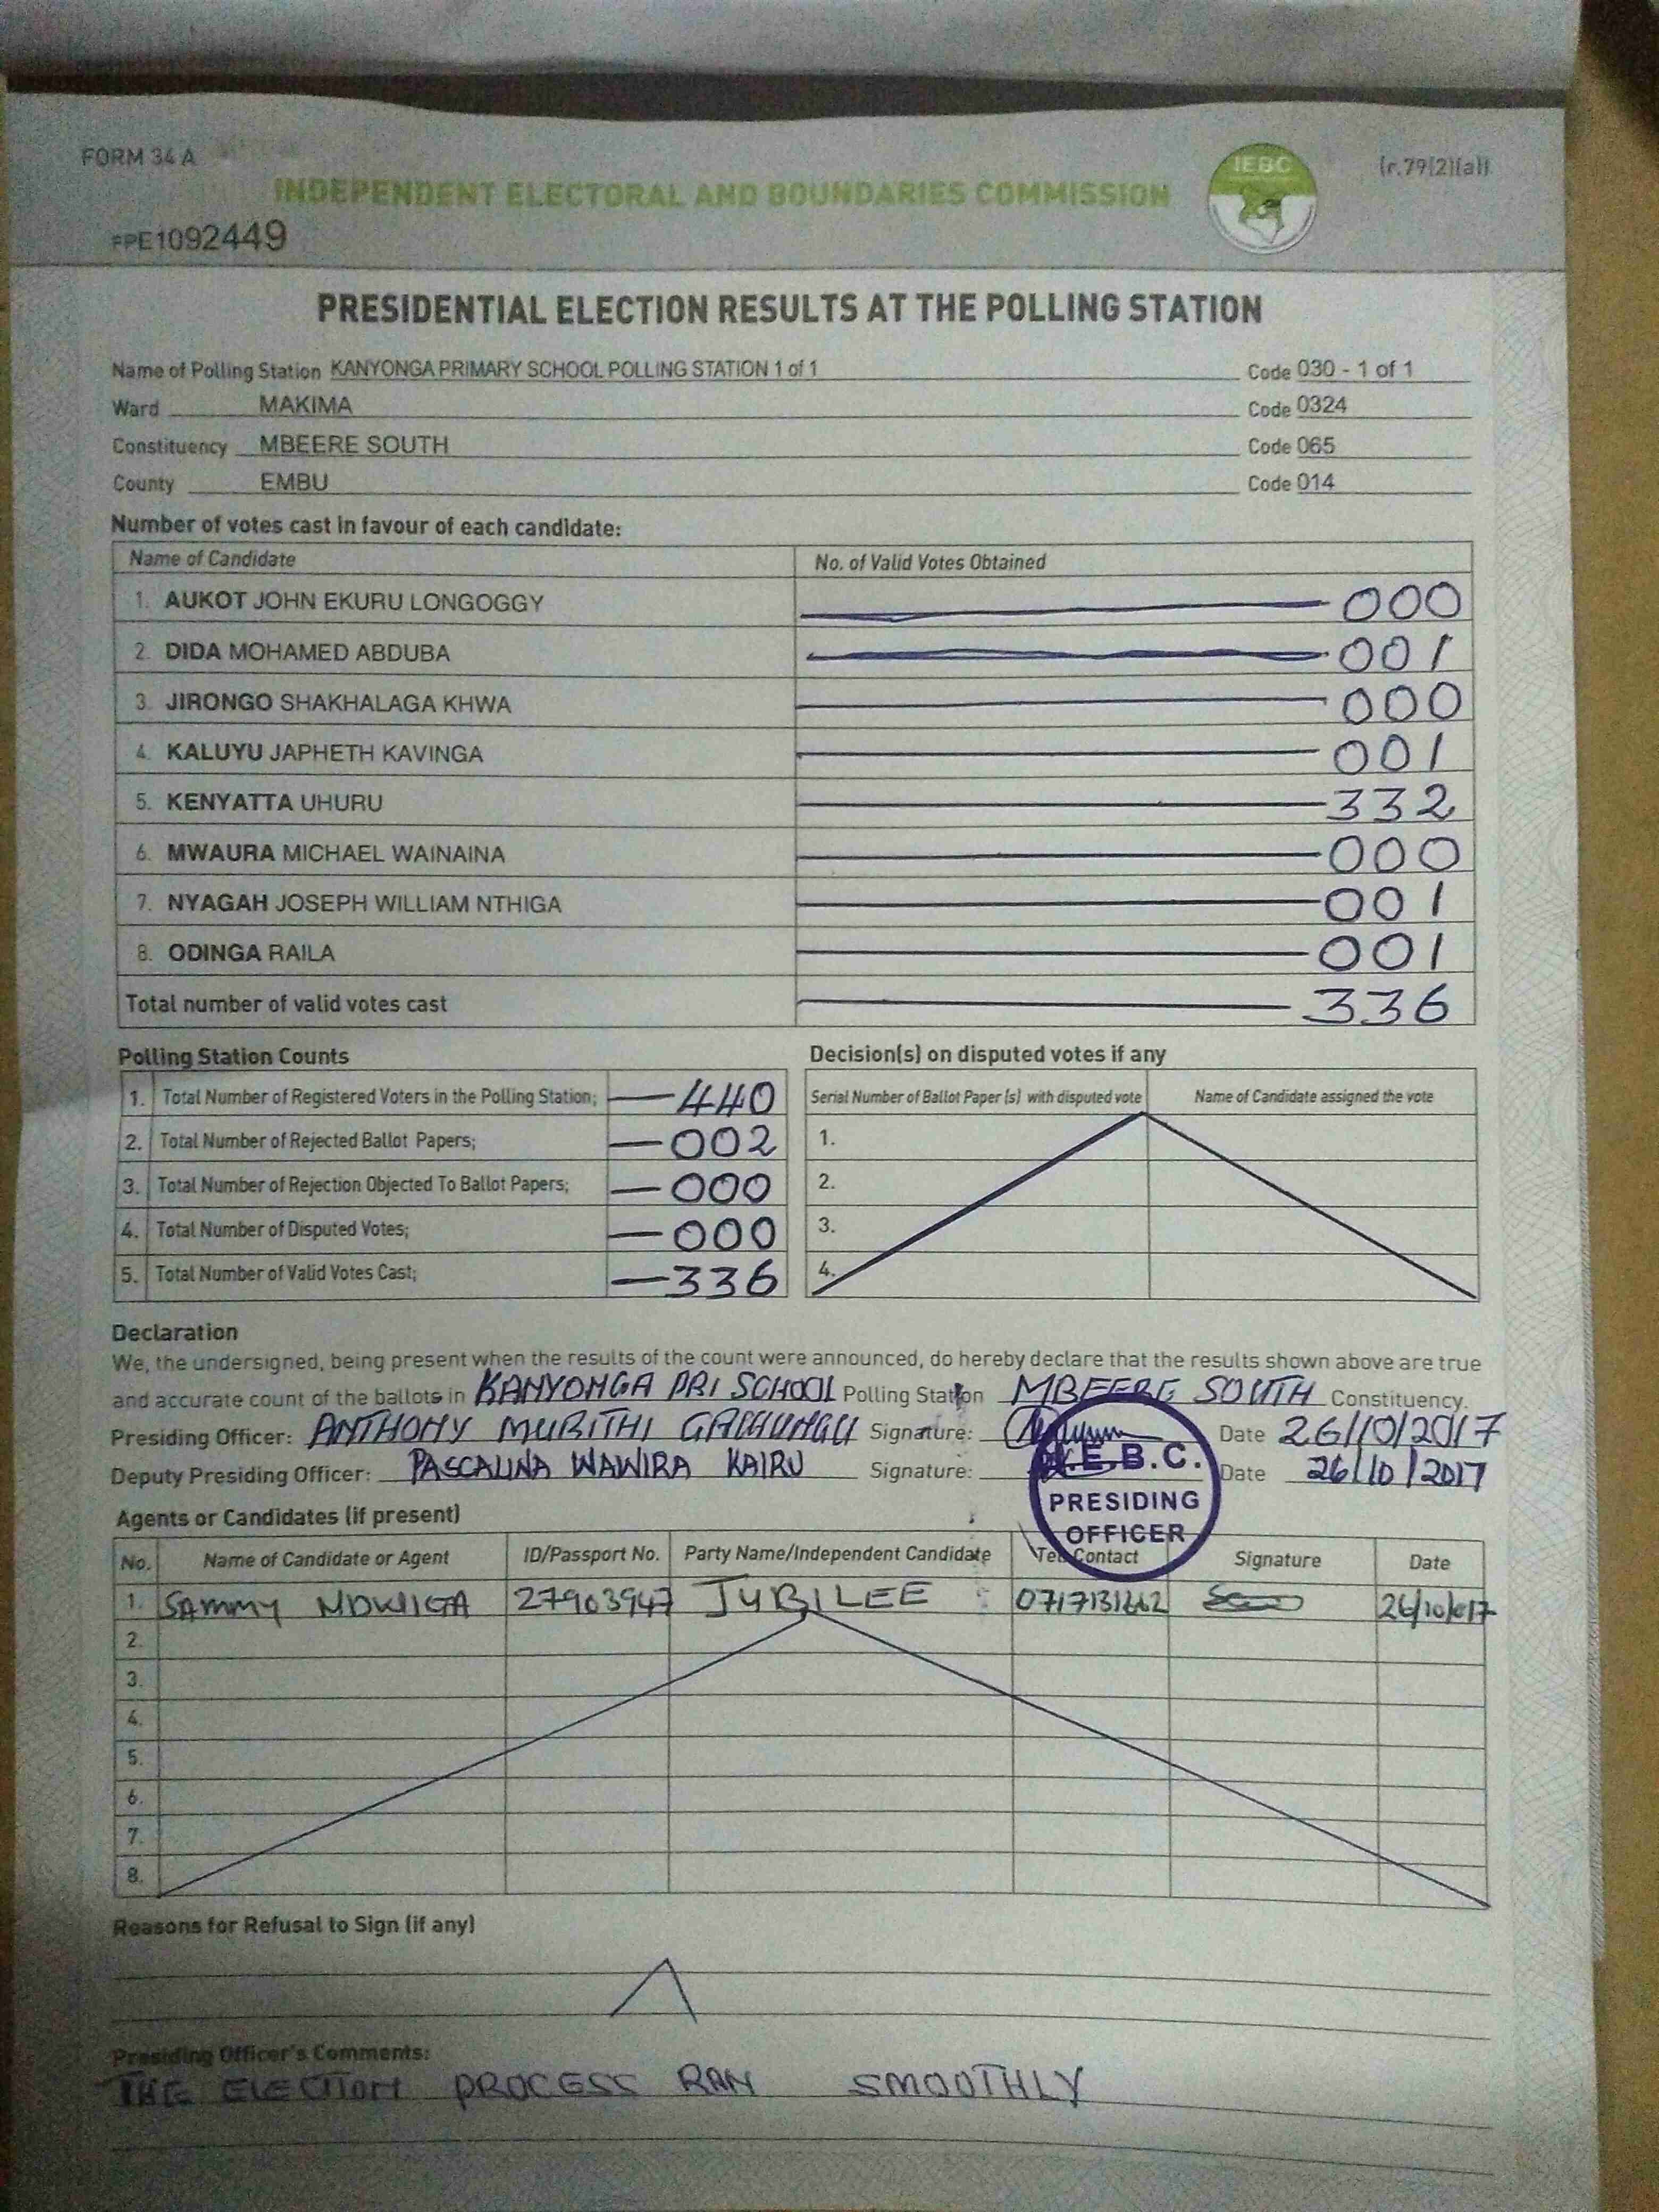 FORM 34 A
IEBC
(r.79(2)(a))
INDEPENDENT ELECTORAL AND BOUNDARIES COMMISSION
FPE1092449
PRESIDENTIAL ELECTION RESULTS AT THE POLLING STATION
Name of Polling Station KANYONGA PRIMARY SCHOOL POLLING STATION 1 of 1 Code 030 - 1 of 1
Ward MAKIMA Code 0324
Constituency MBEERE SOUTH Code 065
County EMBU Code 014
Number of votes cast in favour of each candidate:
Name of Candidate No. of Valid Votes Obtained
1. AUKOT JOHN EKURU LONGOGGY 000
2. DIDA MOHAMED ABDUBA 001
3. JIRONGO SHAKHALAGA KHWA 000
4. KALUYU JAPHETH KAVINGA 001
5. KENYATTA UHURU 332
6. MWAURA MICHAEL WAINAINA 000
7. NYAGAH JOSEPH WILLIAM NTHIGA 001
8. ODINGA RAILA 001
Total number of valid votes cast 336
Polling Station Counts
1. Total Number of Registered Voters in the Polling Station; 440
2. Total Number of Rejected Ballot Papers; 002
3. Total Number of Rejection Objected To Ballot Papers; 000
4. Total Number of Disputed Votes; 000
5. Total Number of Valid Votes Cast; 336
Decision(s) on disputed votes if any
Serial Number of Ballot Paper (s) with disputed vote Name of Candidate assigned the vote
1.
2.
3.
4.
Declaration
We, the undersigned, being present when the results of the count were announced, do hereby declare that the results shown above are true
and accurate count of the ballots in KANYONGA PRI SCHOOL Polling Station MBEERE SOUTH Constituency.
Presiding Officer: ANTHONY MURITHI Signature: Date 26/10/2017
Deputy Presiding Officer: PASCALINA WAWIRA KAIRU Signature: Date 26/10/2017
I.E.B.C.
PRESIDING
OFFICER
Agents or Candidates (if present)
No. Name of Candidate or Agent ID/Passport No. Party Name/Independent Candidate Tel. Contact Signature Date
1. SAMMY 27903947 JUBILEE
2.
3.
4.
5.
6.
7.
8.
Reasons for Refusal to Sign (if any)
Presiding Officer's Comments:
THE ELECTION PROCESS RAN SMOOTHLY